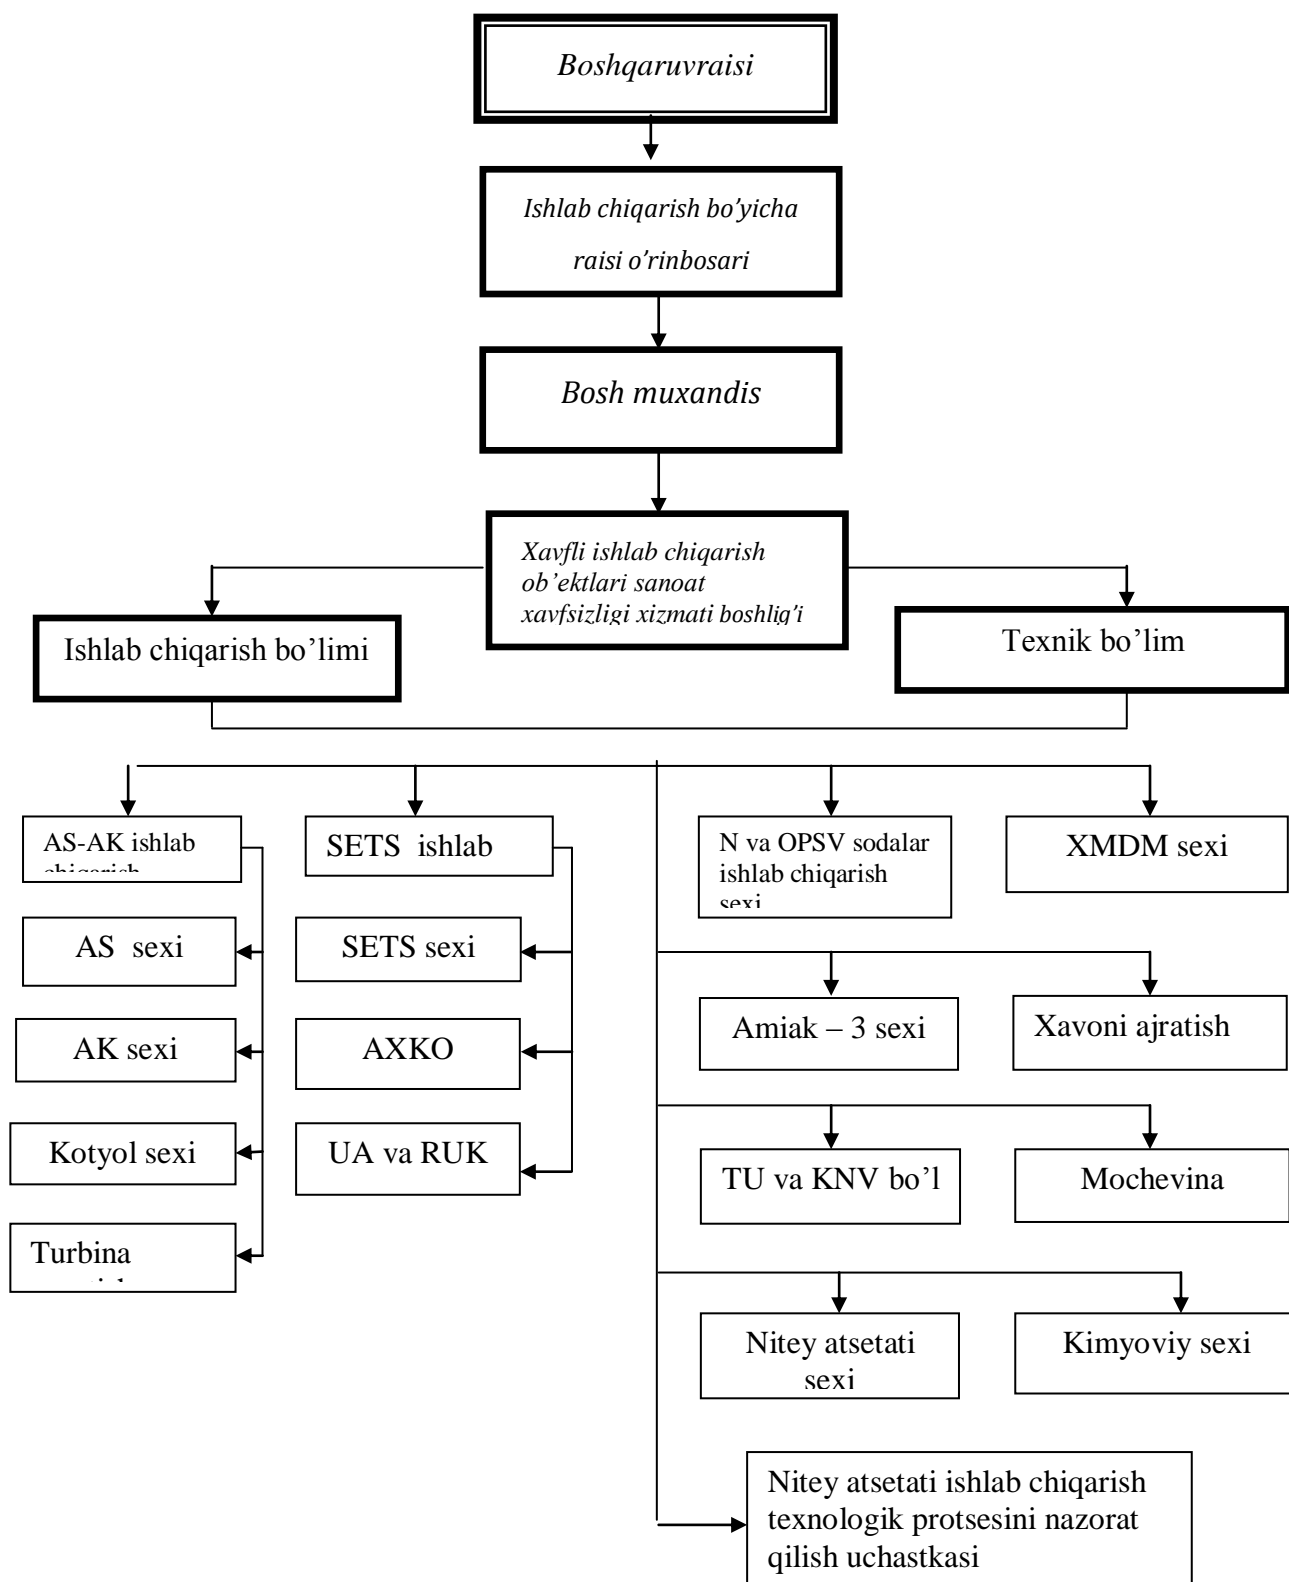 Boshqaruvraisi
Ishlab chiqarish bo'yicha
raisi o'rinbosari
Bosh muxandis
Xavfli ishlab chiqarish
ob'ektlari sanoat
xavfsizligi xizmati boshlig'i
Ishlab chiqarish bo'limi
Texnik bo'lim
AS-AK ishlab
chiqarish
SETS ishlab
N va OPSV sodalar
ishlab chiqarish
sexi
XMDM sexi
AS sexi
SETS sexi
Amiak – 3 sexi
Xavoni ajratish
AK sexi
AXKO
Kotyol sexi
UA va RUK
TU va KNV bo'l
Mochevina
Turbina
Nitey atsetati
sexi
Kimyoviy sexi
Nitey atsetati ishlab chiqarish
texnologik protsesini nazorat
qilish uchastkasi